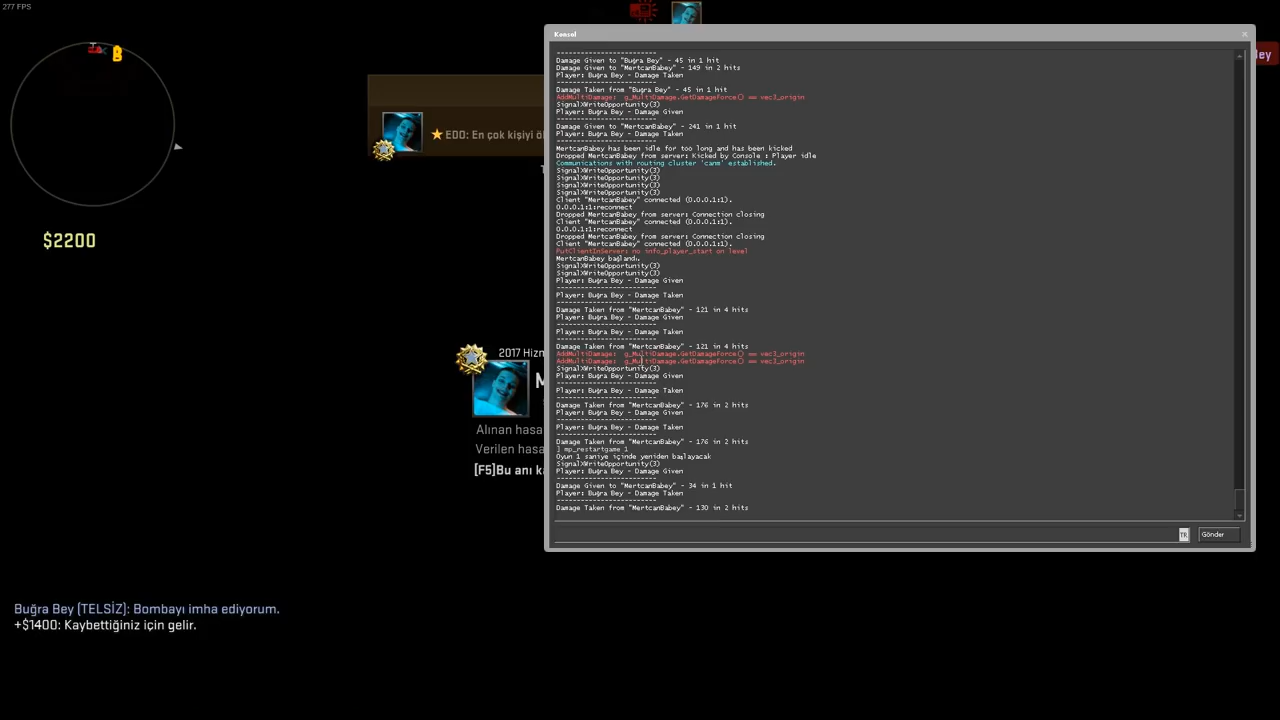 277 FPS
B
$2200
EDO: En çok kişiyi öl
2017 Hizm
M
Alınan hasa
Verilen hasa
[F5]Bu anı ka
Buğra Bey (TELSİZ): Bombayı imha ediyorum.
+$1400: Kaybettiğiniz için gelir.
ley
Konsol
-------------------------
Damage Given to "Buğra Bey" - 45 in 1 hit
Damage Given to "MertcanBabey" - 149 in 2 hits
Player: Buğra Bey - Damage Taken
-------------------------
Damage Taken from "Buğra Bey" - 45 in 1 hit
AddMultiDamage:  g_MultiDamage.GetDamageForce() == vec3_origin
SignalXWriteOpportunity(3)
Player: Buğra Bey - Damage Given
-------------------------
Damage Given to "MertcanBabey" - 241 in 1 hit
Player: Buğra Bey - Damage Taken
-------------------------
MertcanBabey has been idle for too long and has been kicked
Dropped MertcanBabey from server: Kicked by Console : Player idle
Communications with routing cluster 'canm' established.
SignalXWriteOpportunity(3)
SignalXWriteOpportunity(3)
SignalXWriteOpportunity(3)
SignalXWriteOpportunity(3)
Client "MertcanBabey" connected (0.0.0.1:1).
0.0.0.1:1:reconnect
Dropped MertcanBabey from server: Connection closing
Client "MertcanBabey" connected (0.0.0.1:1).
0.0.0.1:1:reconnect
Dropped MertcanBabey from server: Connection closing
Client "MertcanBabey" connected (0.0.0.1:1).
PutClientInServer: no info_player_start on level
MertcanBabey bağlandı.
SignalXWriteOpportunity(3)
SignalXWriteOpportunity(3)
Player: Buğra Bey - Damage Given
-------------------------
Player: Buğra Bey - Damage Taken
-------------------------
Damage Taken from "MertcanBabey" - 121 in 4 hits
Player: Buğra Bey - Damage Given
-------------------------
Player: Buğra Bey - Damage Taken
-------------------------
Damage Taken from "MertcanBabey" - 121 in 4 hits
AddMultiDamage:  g_MultiDamage.GetDamageForce() == vec3_origin
AddMultiDamage:  g_MultiDamage.GetDamageForce() == vec3_origin
SignalXWriteOpportunity(3)
Player: Buğra Bey - Damage Given
-------------------------
Player: Buğra Bey - Damage Taken
-------------------------
Damage Taken from "MertcanBabey" - 176 in 2 hits
Player: Buğra Bey - Damage Given
-------------------------
Player: Buğra Bey - Damage Taken
-------------------------
Damage Taken from "MertcanBabey" - 176 in 2 hits
] mp_restartgame 1
Oyun 1 saniye içinde yeniden başlayacak
SignalXWriteOpportunity(3)
Player: Buğra Bey - Damage Given
-------------------------
Damage Given to "MertcanBabey" - 34 in 1 hit
Player: Buğra Bey - Damage Taken
-------------------------
Damage Taken from "MertcanBabey" - 130 in 2 hits
TR
Gönder